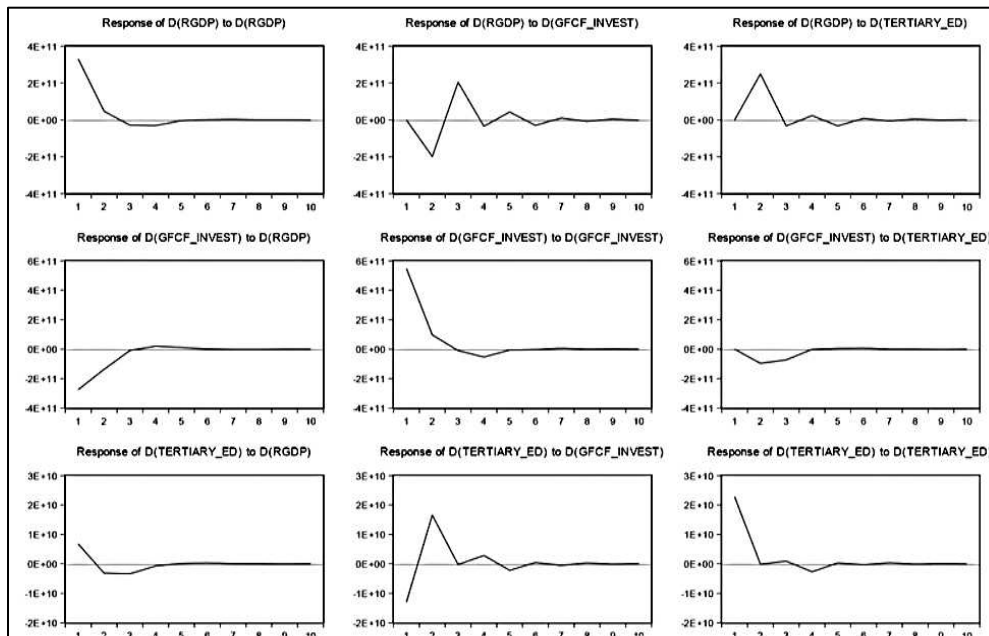 Response of D(RGDP) to D(RGDP)
4E+11
2E+11
0E+00
-2E+11
-4E+11
1 2 3 4 5 6 7 8 9 10
Response of D(RGDP) to D(GFCF_INVEST)
4E+11
2E+11
0E+00
-2E+11
-4E+11
1 2 3 4 5 6 7 8 9 10
Response of D(RGDP) to D(TERTIARY_ED)
4E+11
2E+11
0E+00
-2E+11
-4E+11
1 2 3 4 5 6 7 8 9 10
Response of D(GFCF_INVEST) to D(RGDP)
6E+11
4E+11
2E+11
0E+00
-2E+11
-4E+11
1 2 3 4 5 6 7 8 9 10
Response of D(GFCF_INVEST) to D(GFCF_INVEST)
6E+11
4E+11
2E+11
0E+00
-2E+11
-4E+11
1 2 3 4 5 6 7 8 9 10
Response of D(GFCF_INVEST) to D(TERTIARY_ED)
6E+11
4E+11
2E+11
0E+00
-2E+11
-4E+11
1 2 3 4 5 6 7 8 9 10
Response of D(TERTIARY_ED) to D(RGDP)
3E+10
2E+10
1E+10
0E+00
-1E+10
-2E+10
1 2 3 4 5 6 7 8 9 10
Response of D(TERTIARY_ED) to D(GFCF_INVEST)
3E+10
2E+10
1E+10
0E+00
-1E+10
-2E+10
1 2 3 4 5 6 7 8 9 10
Response of D(TERTIARY_ED) to D(TERTIARY_ED)
3E+10
2E+10
1E+10
0E+00
-1E+10
-2E+10
1 2 3 4 5 6 7 8 9 10